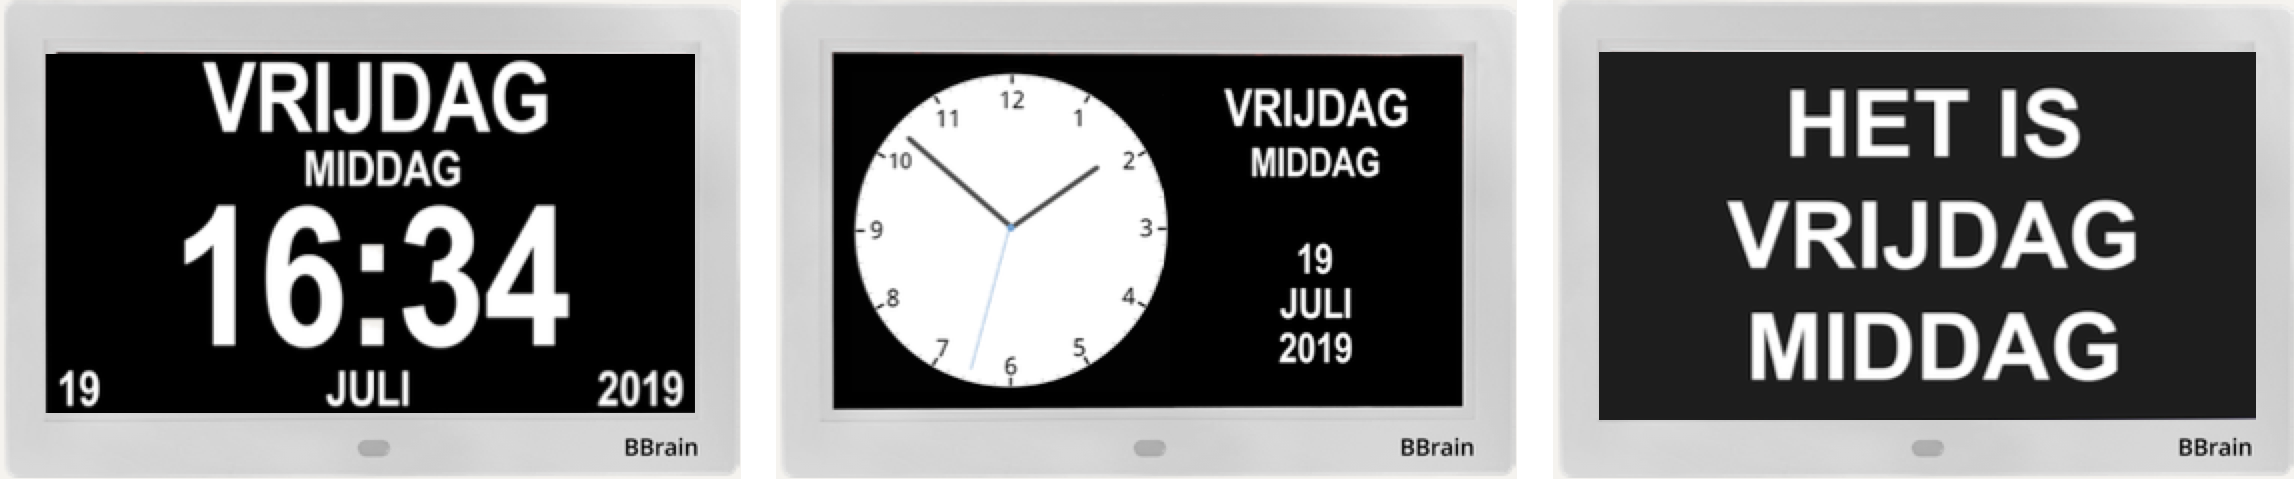 VRIJDAG
MIDDAG
16:34
19 JULI 2019
BBrain
12
11 1
10 2
9 3
8 4
7 5
6
VRIJDAG
MIDDAG
19
JULI
2019
BBrain
HET IS
VRIJDAG
MIDDAG
BBrain